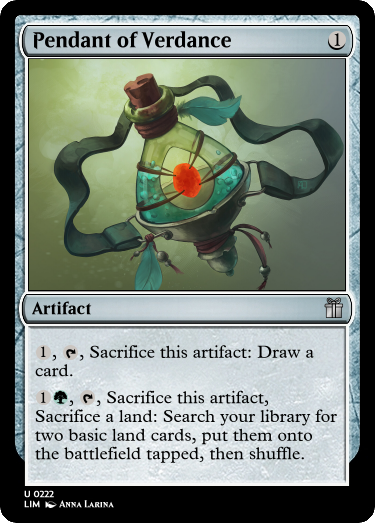 Pendant of Verdance 1
Artifact
1, , Sacrifice this artifact: Draw a
card.
1 , , Sacrifice this artifact,
Sacrifice a land: Search your library for
two basic land cards, put them onto
the battlefield tapped, then shuffle.
U 0222
LIM Anna Larina